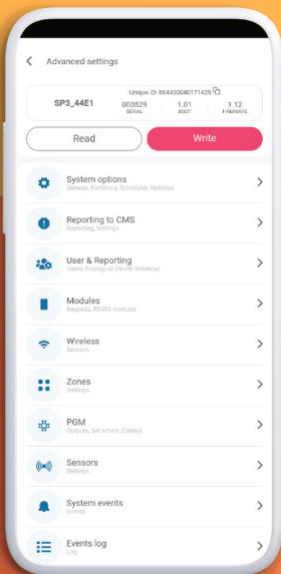 Advanced settings
Unique ID: 864450040171425
SP3_44E1
003529 1.01 1.12
SERIAL BOOT FIRMWARE
Read Write
System options
General, Partitions, Schedules, Holidays
Reporting to CMS
Reporting, Settings
User & Reporting
Users, Protegus2 (North America)
Modules
Keypads, RS485 modules
Wireless
Sensors
Zones
Settings
PGM
Outputs, Set action, Control
Sensors
Settings
System events
Events
Events log
Log